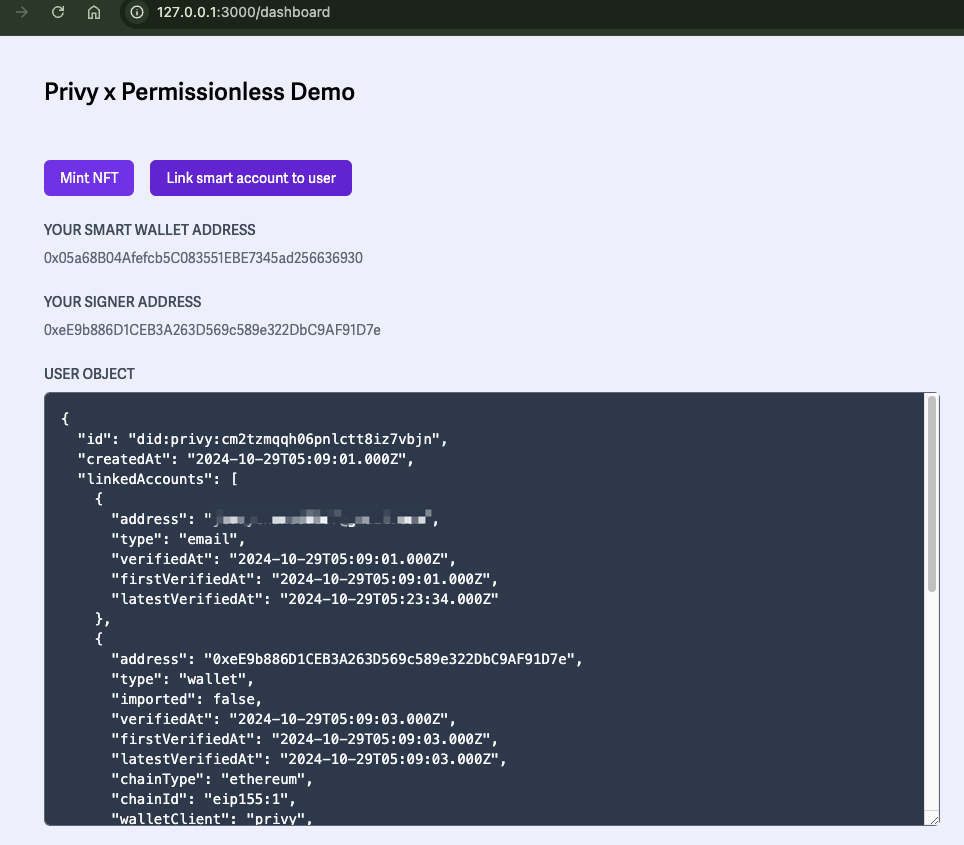 127.0.0.1:3000/dashboard
Privy x Permissionless Demo
Mint NFT Link smart account to user
YOUR SMART WALLET ADDRESS
0x05a68B04Afefcb5C083551EBE7345ad256636930
YOUR SIGNER ADDRESS
0xeE9b886D1CEB3A263D569c589e322DbC9AF91D7e
USER OBJECT
{
"id": "did:privy:cm2tzmqqh06pnlctt8iz7vbjn",
"createdAt": "2024-10-29T05:09:01.000Z",
"linkedAccounts": [
{
"address": "",
"type": "email",
"verifiedAt": "2024-10-29T05:09:01.000Z",
"firstVerifiedAt": "2024-10-29T05:09:01.000Z",
"latestVerifiedAt": "2024-10-29T05:23:34.000Z"
},
{
"address": "0xeE9b886D1CEB3A263D569c589e322DbC9AF91D7e",
"type": "wallet",
"imported": false,
"verifiedAt": "2024-10-29T05:09:03.000Z",
"firstVerifiedAt": "2024-10-29T05:09:03.000Z",
"latestVerifiedAt": "2024-10-29T05:09:03.000Z",
"chainType": "ethereum",
"chainId": "eip155:1",
"walletClient": "privy",